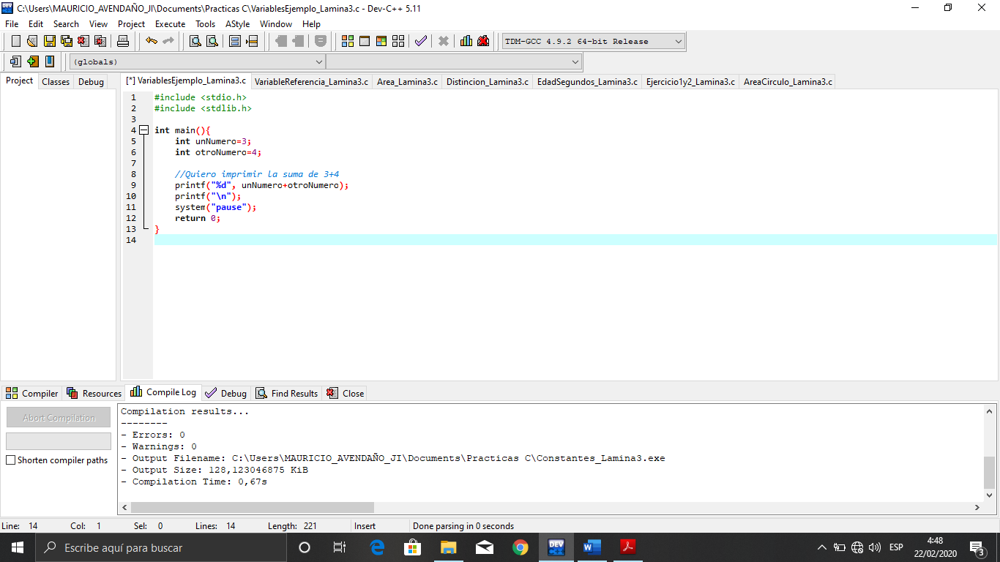 C:\Users\MAURICIO_AVENDAÑO_JI\Documents\Practicas C\VariablesEjemplo_Lamina3.c - Dev-C++ 5.11
File Edit Search View Project Execute Tools AStyle Window Help
TDM-GCC 4.9.2 64-bit Release
(globals)
Project Classes Debug
[*] VariablesEjemplo_Lamina3.c VariableReferencia_Lamina3.c Area_Lamina3.c Distincion_Lamina3.c EdadSegundos_Lamina3.c Ejercicio1y2_Lamina3.c AreaCirculo_Lamina3.c
1 #include <stdio.h>
2 #include <stdlib.h>
3
4 int main(){
5 int unNumero=3;
6 int otroNumero=4;
7
8 //Quiero imprimir la suma de 3+4
9 printf("%d", unNumero+otroNumero);
10 printf("\n");
11 system("pause");
12 return 0;
13 }
14
Compiler Resources Compile Log Debug Find Results Close
Abort Compilation
Shorten compiler paths
Compilation results...
--------
- Errors: 0
- Warnings: 0
- Output Filename: C:\Users\MAURICIO_AVENDAÑO_JI\Documents\Practicas C\Constantes_Lamina3.exe
- Output Size: 128,123046875 KiB
- Compilation Time: 0,67s
Line: 14 Col: 1 Sel: 0 Lines: 14 Length: 221 Insert Done parsing in 0 seconds
Escribe aquí para buscar
DEV
ESP
4:48
22/02/2020
3